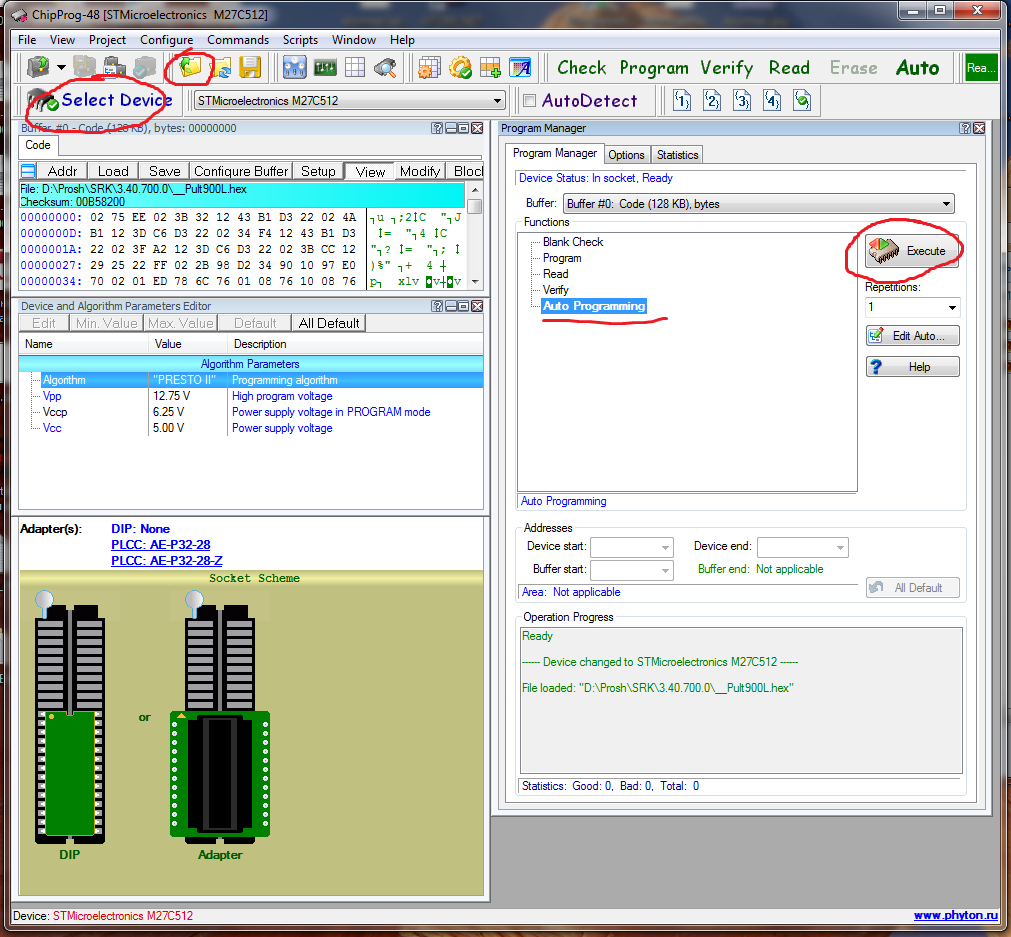 ChipProg-48 [STMicroelectronics M27C512]
File View Project Configure Commands Scripts Window Help
Check Program Verify Read Erase Auto Rea...
Select Device STMicroelectronics M27C512 AutoDetect 1 2 3 4
Buffer #0 - Code (128 KB), bytes: 00000000
Code
Addr Load Save Configure Buffer Setup View Modify Bloc
File: D:\Prosh\SRK\3.40.700.0\__Pult900L.hex
Checksum: 00B58200
00000000: 02 75 EE 02 3B 32 12 43 B1 D3 22 02 4A
0000000D: B1 12 3D C6 D3 22 02 34 F4 12 43 B1 D3
0000001A: 22 02 3F A2 12 3D C6 D3 22 02 3B CC 12
00000027: 29 25 22 FF 02 2B 98 D2 34 90 10 97 E0
00000034: 70 02 01 ED 78 6C 76 01 08 76 10 08 76
Device and Algorithm Parameters Editor
Edit Min. Value Max. Value Default All Default
Name Value Description
Algorithm Parameters
Algorithm "PRESTO II" Programming algorithm
Vpp 12.75 V High program voltage
Vccp 6.25 V Power supply voltage in PROGRAM mode
Vcc 5.00 V Power supply voltage
Adapter(s): DIP: None
PLCC: AE-P32-28
PLCC: AE-P32-28-Z
Socket Scheme
or
DIP Adapter
Program Manager
Program Manager Options Statistics
Device Status: In socket, Ready
Buffer: Buffer #0: Code (128 KB), bytes
Functions
Blank Check
Program
Read
Verify
Auto Programming
Execute
Repetitions:
1
Edit Auto...
Help
Auto Programming
Addresses
Device start: Device end:
Buffer start: Buffer end: Not applicable
Area: Not applicable All Default
Operation Progress
Ready
------ Device changed to STMicroelectronics M27C512 ------
File loaded: "D:\Prosh\SRK\3.40.700.0\__Pult900L.hex"
Statistics: Good: 0, Bad: 0, Total: 0
Device: STMicroelectronics M27C512 www.phyton.ru